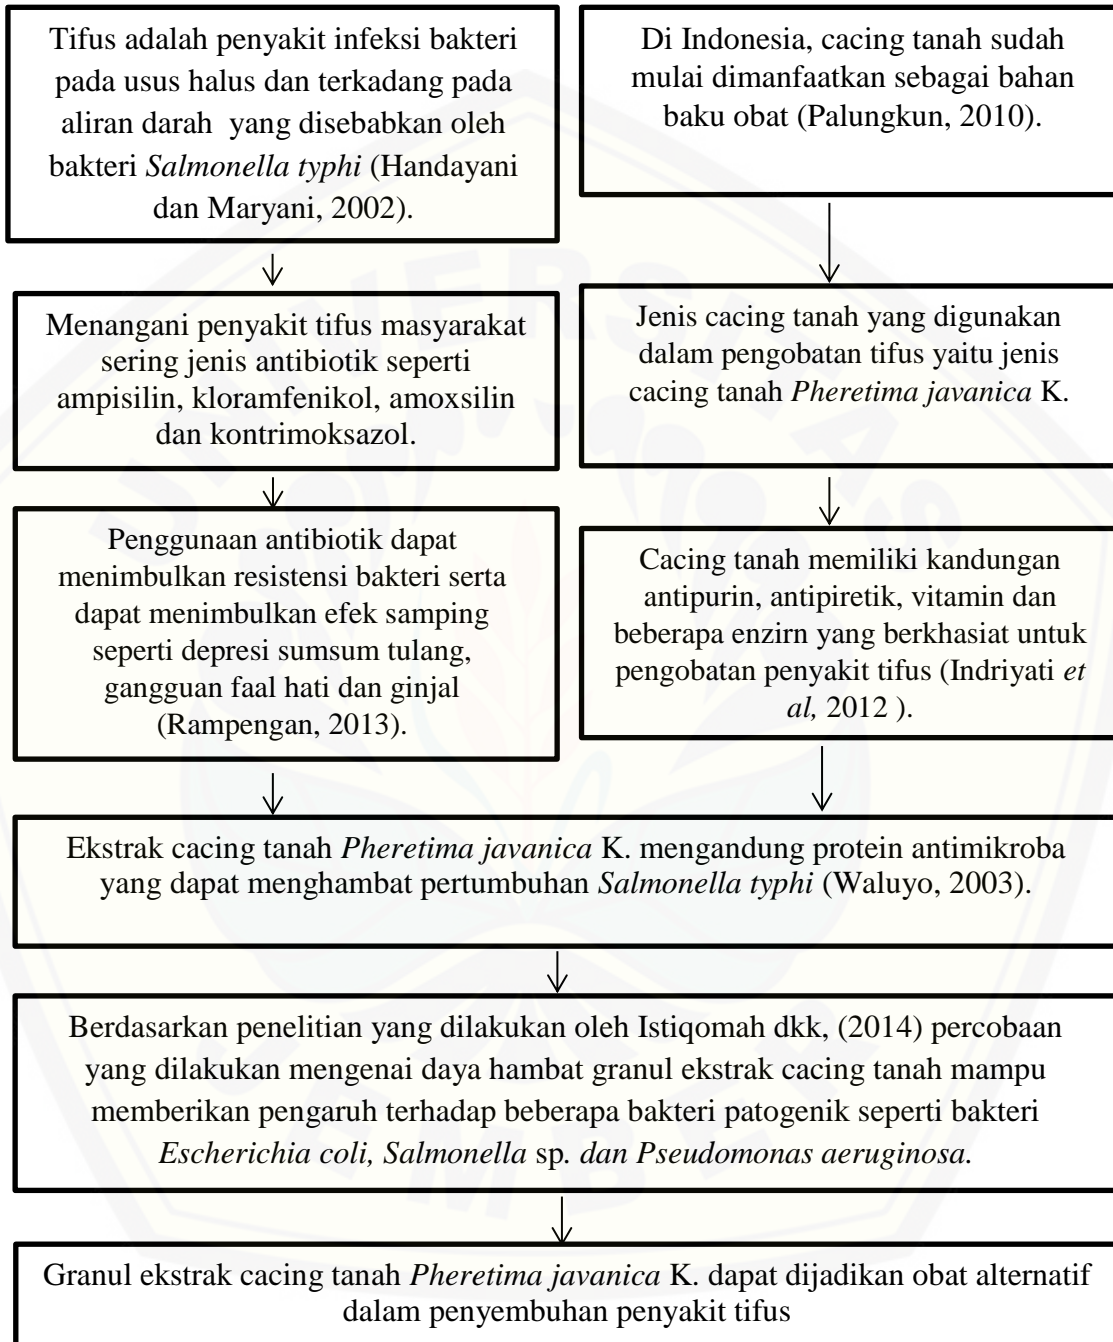 Tifus adalah penyakit infeksi bakteri
pada usus halus dan terkadang pada
aliran darah yang disebabkan oleh
bakteri Salmonella typhi (Handayani
dan Maryani, 2002).
Di Indonesia, cacing tanah sudah
mulai dimanfaatkan sebagai bahan
baku obat (Palungkun, 2010).
Menangani penyakit tifus masyarakat
sering jenis antibiotik seperti
ampisilin, kloramfenikol, amoxsilin
dan kontrimoksazol.
Jenis cacing tanah yang digunakan
dalam pengobatan tifus yaitu jenis
cacing tanah Pheretima javanica K.
Penggunaan antibiotik dapat
menimbulkan resistensi bakteri serta
dapat menimbulkan efek samping
seperti depresi sumsum tulang,
gangguan faal hati dan ginjal
(Rampengan, 2013).
Cacing tanah memiliki kandungan
antipurin, antipiretik, vitamin dan
beberapa enzirn yang berkhasiat untuk
pengobatan penyakit tifus (Indriyati et
al, 2012 ).
Ekstrak cacing tanah Pheretima javanica K. mengandung protein antimikroba
yang dapat menghambat pertumbuhan Salmonella typhi (Waluyo, 2003).
Berdasarkan penelitian yang dilakukan oleh Istiqomah dkk, (2014) percobaan
yang dilakukan mengenai daya hambat granul ekstrak cacing tanah mampu
memberikan pengaruh terhadap beberapa bakteri patogenik seperti bakteri
Escherichia coli, Salmonella sp. dan Pseudomonas aeruginosa.
Granul ekstrak cacing tanah Pheretima javanica K. dapat dijadikan obat alternatif
dalam penyembuhan penyakit tifus
UNIVERSITAS
JEMBER